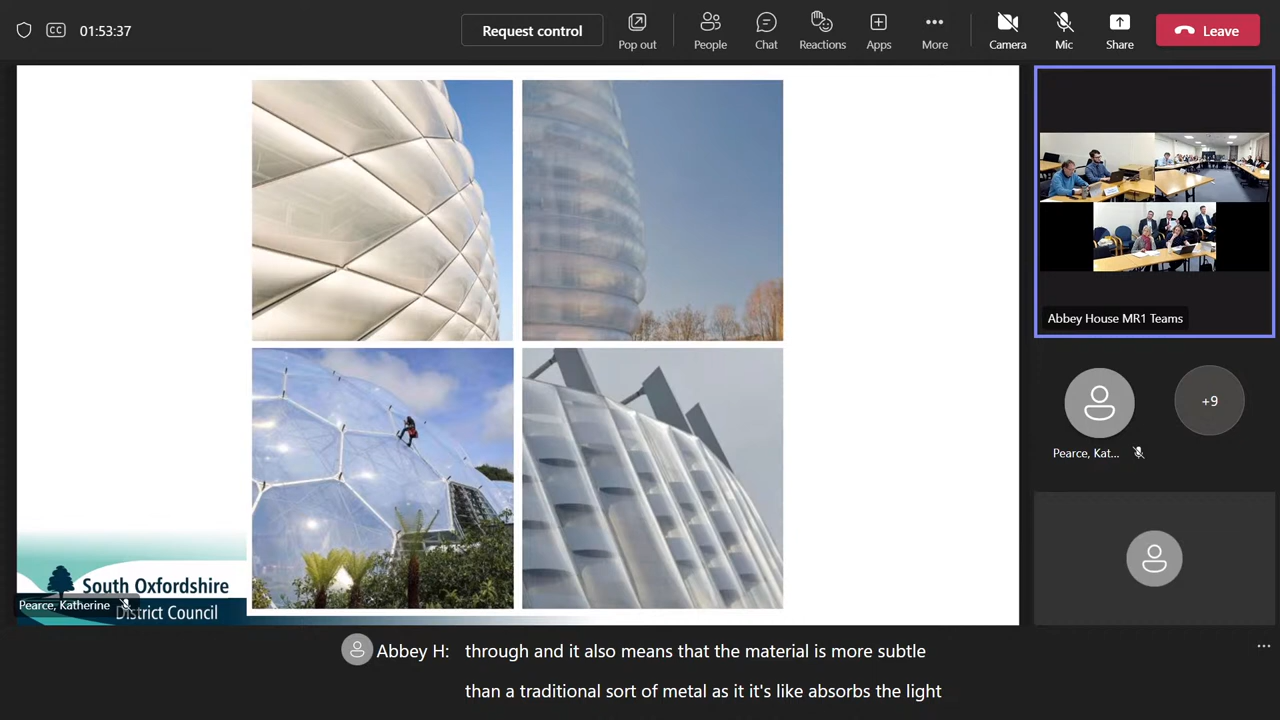 CC
01:53:37
Request control
Pop out
People
Chat
Reactions
Apps
More
Camera
Mic
Share
Leave
Abbey House MR1 Teams
+9
Pearce, Kat...
South Oxfordshire
District Council
Pearce, Katherine
Abbey H: through and it also means that the material is more subtle
than a traditional sort of metal as it it's like absorbs the light